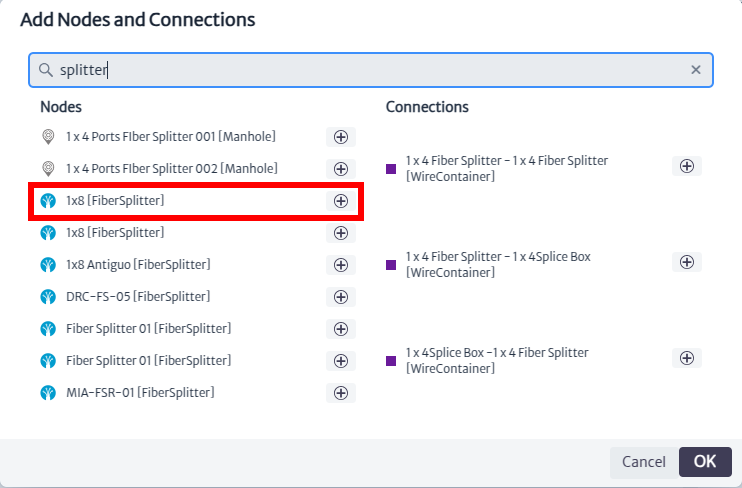 Add Nodes and Connections
splitter
Nodes
1 x 4 Ports FIber Splitter 001 [Manhole]
1 x 4 Ports FIber Splitter 002 [Manhole]
1x8 [FiberSplitter]
1x8 [FiberSplitter]
1x8 Antiguo [FiberSplitter]
DRC-FS-05 [FiberSplitter]
Fiber Splitter 01 [FiberSplitter]
Fiber Splitter 01 [FiberSplitter]
MIA-FSR-01 [FiberSplitter]
Connections
1 x 4 Fiber Splitter - 1 x 4 Fiber Splitter
[WireContainer]
1 x 4 Fiber Splitter - 1 x 4Splice Box
[WireContainer]
1 x 4Splice Box -1 x 4 Fiber Splitter
[WireContainer]
Cancel
OK